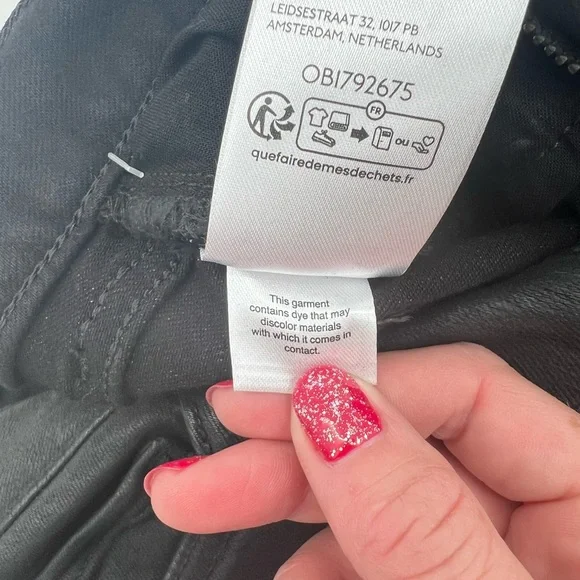 LEIDSESTRAAT 32, 1017 PB
AMSTERDAM, NETHERLANDS
OBI792675
FR
OU
quefairedemesdechets.fr
This garment
contains dye that may
discolor materials
with which it comes in
contact.